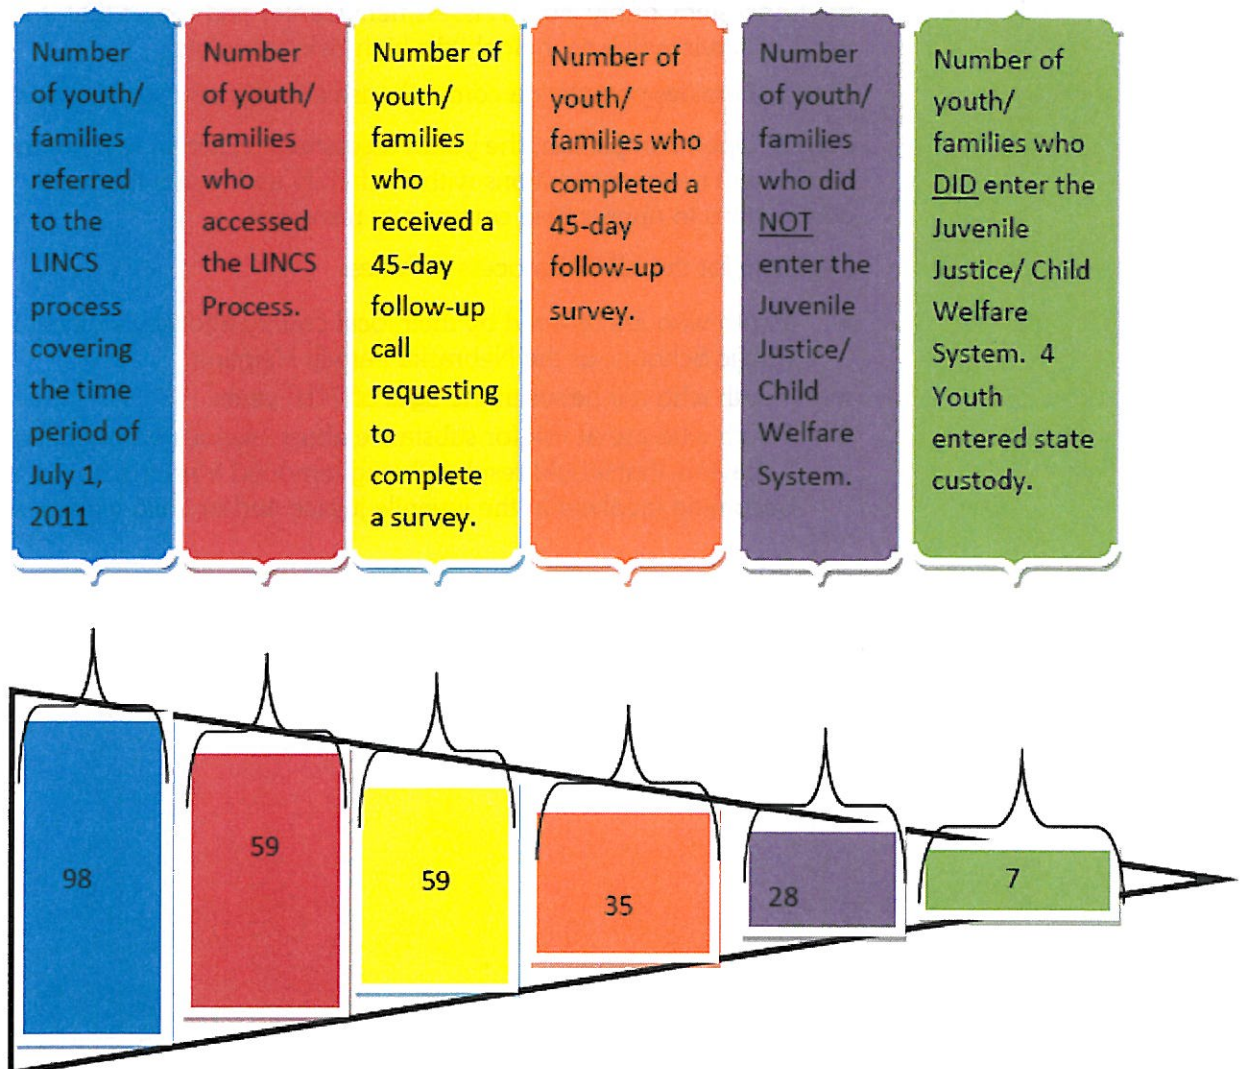 Number
of youth/
families
referred
to the
LINCS
process
covering
the time
period of
July 1,
2011
Number
of youth/
families
who
accessed
the LINCS
Process.
Number of
youth/
families
who
received a
45-day
follow-up
call
requesting
to
complete
a survey.
Number of
youth/
families who
completed a
45-day
follow-up
survey.
Number
of youth/
families
who did
NOT
enter the
Juvenile
Justice/
Child
Welfare
System.
Number of
youth/
families who
DID enter the
Juvenile
Justice/ Child
Welfare
System. 4
Youth
entered state
custody.
98
59
59
35
28
7